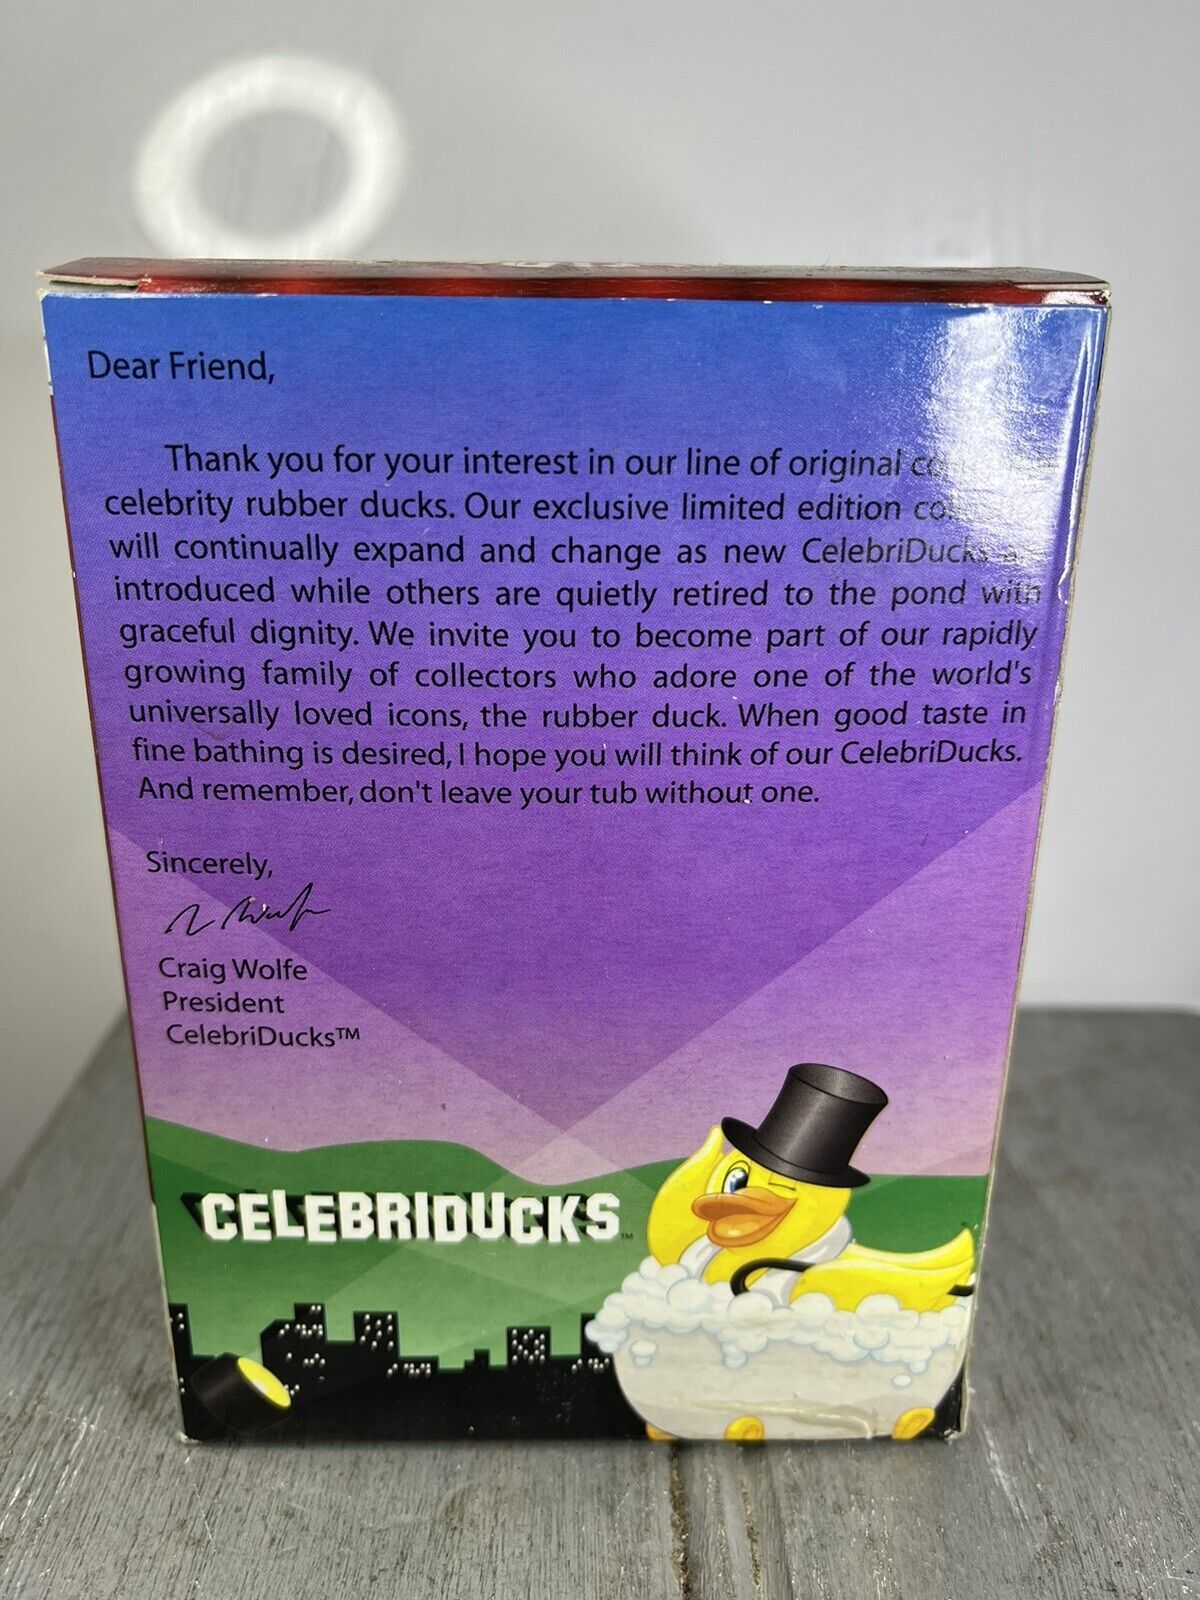 Dear Friend,
Thank you for your interest in our line of original
celebrity rubber ducks. Our exclusive limited edition
will continually expand and change as new CelebriDucks are
introduced while others are quietly retired to the pond with
graceful dignity. We invite you to become part of our rapidly
growing family of collectors who adore one of the world's
universally loved icons, the rubber duck. When good taste in
fine bathing is desired, I hope you will think of our CelebriDucks.
And remember, don't leave your tub without one.
Sincerely,
Craig Wolfe
President
CelebriDucks™
CELEBRIDUCKS™